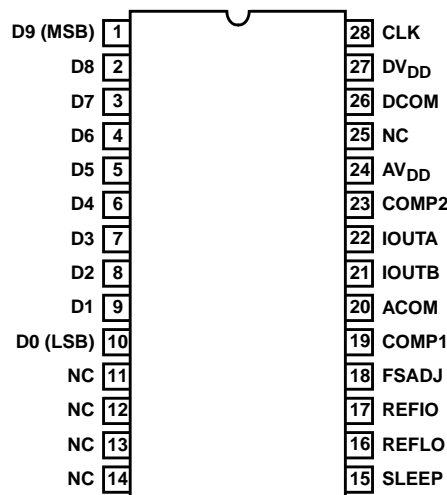 D9 (MSB) 1 28 CLK
D8 2 27 DVDD
D7 3 26 DCOM
D6 4 25 NC
D5 5 24 AVDD
D4 6 23 COMP2
D3 7 22 IOUTA
D2 8 21 IOUTB
D1 9 20 ACOM
D0 (LSB) 10 19 COMP1
NC 11 18 FSADJ
NC 12 17 REFIO
NC 13 16 REFLO
NC 14 15 SLEEP